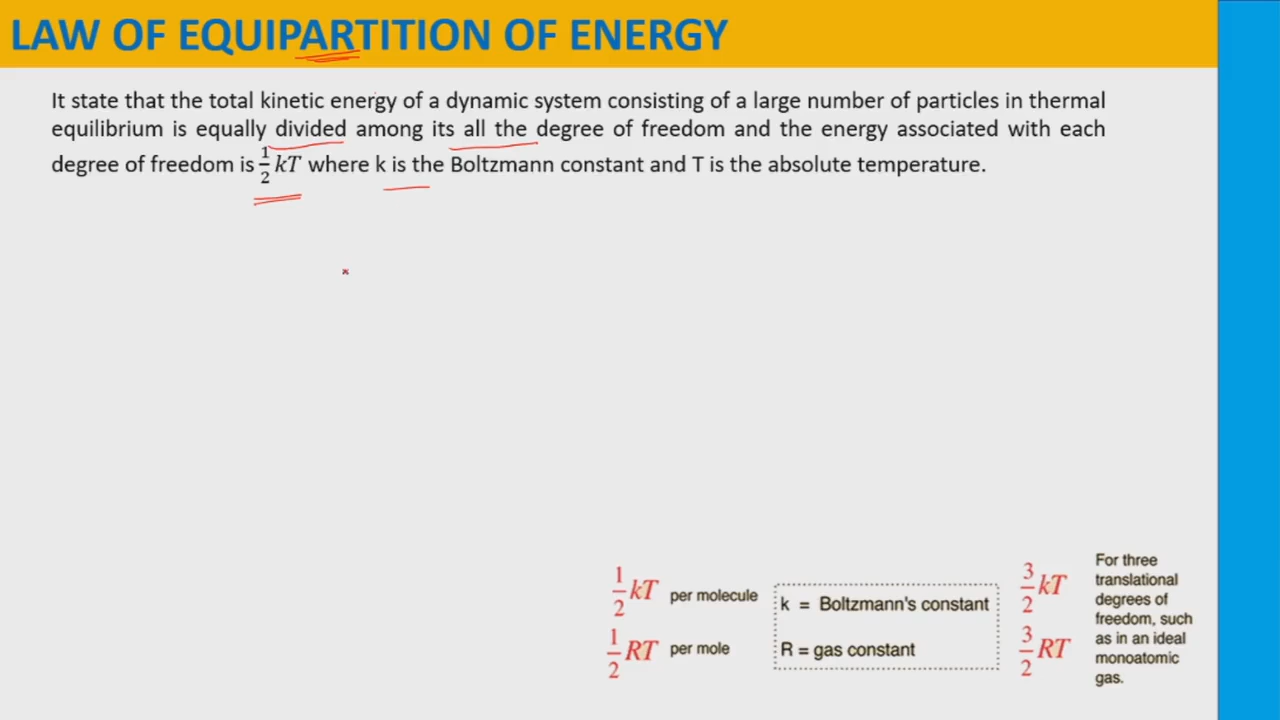 LAW OF EQUIPARTITION OF ENERGY
It state that the total kinetic energy of a dynamic system consisting of a large number of particles in thermal
equilibrium is equally divided among its all the degree of freedom and the energy associated with each
degree of freedom is 1/2 kT where k is the Boltzmann constant and T is the absolute temperature.
1/2 kT per molecule
1/2 RT per mole
k = Boltzmann's constant
R = gas constant
3/2 kT
3/2 RT
For three
translational
degrees of
freedom, such
as in an ideal
monoatomic
gas.